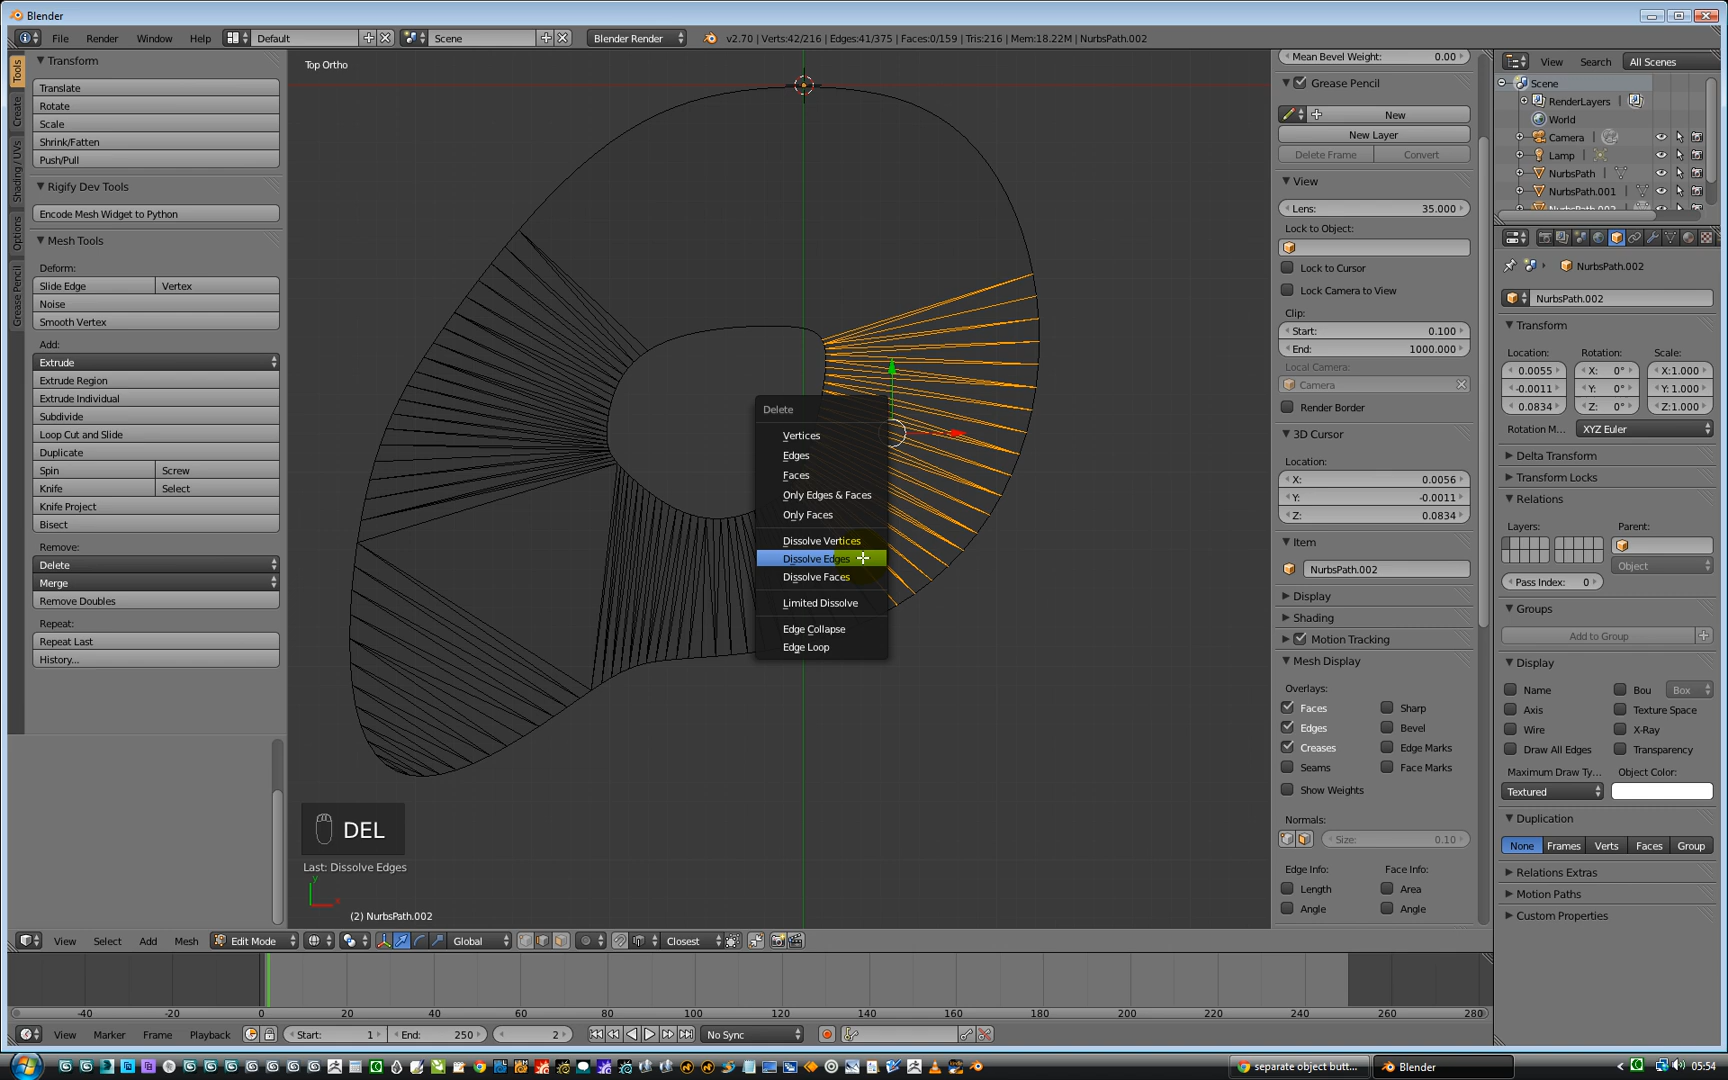 Blender
File Render Window Help Default Scene Blender Render v2.70 | Verts:42/216 | Edges:41/375 | Faces:0/159 | Tris:216 | Mem:18.22M | NurbsPath.002
Tools
Create
Shading / UVs
Options
Grease Pencil
Transform
Translate
Rotate
Scale
Shrink/Fatten
Push/Pull
Rigify Dev Tools
Encode Mesh Widget to Python
Mesh Tools
Deform:
Slide Edge Vertex
Noise
Smooth Vertex
Add:
Extrude
Extrude Region
Extrude Individual
Subdivide
Loop Cut and Slide
Duplicate
Spin Screw
Knife Select
Knife Project
Bisect
Remove:
Delete
Merge
Remove Doubles
Repeat:
Repeat Last
History...
Top Ortho
Delete
Vertices
Edges
Faces
Only Edges & Faces
Only Faces
Dissolve Vertices
Dissolve Edges
Dissolve Faces
Limited Dissolve
Edge Collapse
Edge Loop
DEL
Last: Dissolve Edges
y
x
(2) NurbsPath.002
Mean Bevel Weight: 0.00
Grease Pencil
New
New Layer
Delete Frame Convert
View
Lens: 35.000
Lock to Object:
Lock to Cursor
Lock Camera to View
Clip:
Start: 0.100
End: 1000.000
Local Camera:
Camera
Render Border
3D Cursor
Location:
X: 0.0056
Y: -0.0011
Z: 0.0834
Item
NurbsPath.002
Display
Shading
Motion Tracking
Mesh Display
Overlays:
Faces Sharp
Edges Bevel
Creases Edge Marks
Seams Face Marks
Show Weights
Normals:
Size: 0.10
Edge Info: Face Info:
Length Area
Angle Angle
View Search All Scenes
Scene
RenderLayers
World
Camera
Lamp
NurbsPath
NurbsPath.001
NurbsPath.002
NurbsPath.002
NurbsPath.002
Transform
Location: Rotation: Scale:
0.0055 X: 0° X:1.000
-0.0011 Y: 0° Y: 1.000
0.0834 Z: 0° Z:1.000
Rotation M... XYZ Euler
Delta Transform
Transform Locks
Relations
Layers: Parent:
Object
Pass Index: 0
Groups
Add to Group
Display
Name Bou Box
Axis Texture Space
Wire X-Ray
Draw All Edges Transparency
Maximum Draw Ty... Object Color:
Textured
Duplication
None Frames Verts Faces Group
Relations Extras
Motion Paths
Custom Properties
View Select Add Mesh Edit Mode Global Closest
-40 -20 0 20 40 60 80 100 120 140 160 180 200 220 240 260 280
View Marker Frame Playback Start: 1 End: 250 2 No Sync
separate object butt... Blender 05:54